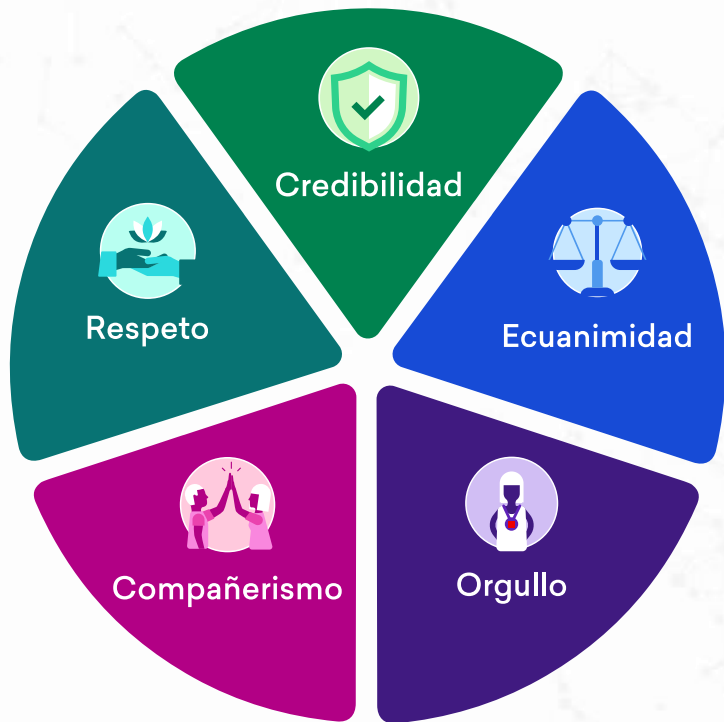 Credibilidad
Respeto
Ecuanimidad
Compañerismo
Orgullo